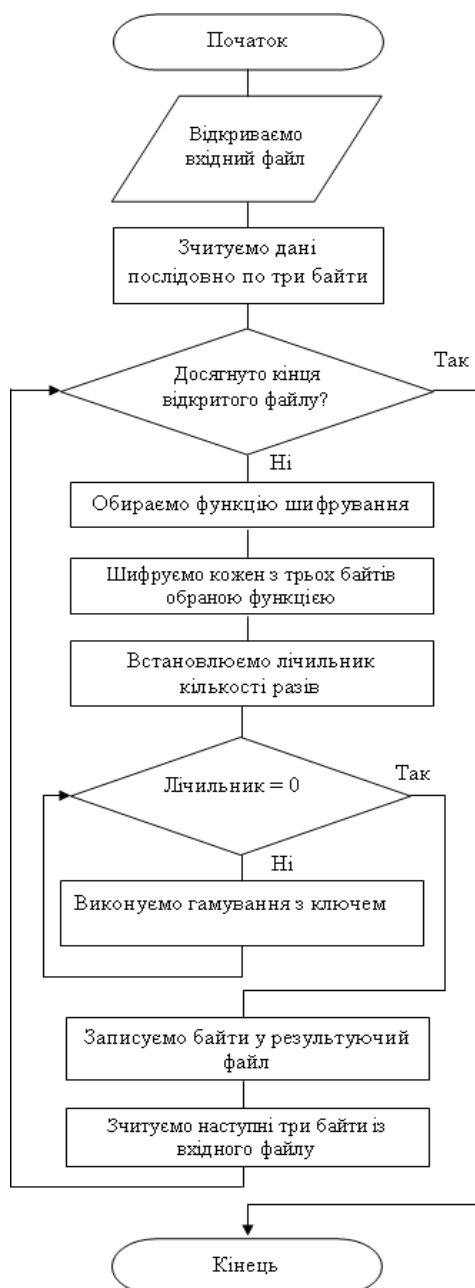 Початок
Відкриваємо
вхідний файл
Зчитуємо дані
послідовно по три байти
Так
Досягнуто кінця
відкритого файлу?
Ні
Обираємо функцію шифрування
Шифруємо кожен з трьох байтів
обраною функцією
Встановлюємо лічильник
кількості разів
Лічильник = 0
Так
Ні
Виконуємо гамування з ключем
Записуємо байти у результуючий
файл
Зчитуємо наступні три байти із
вхідного файлу
Кінець